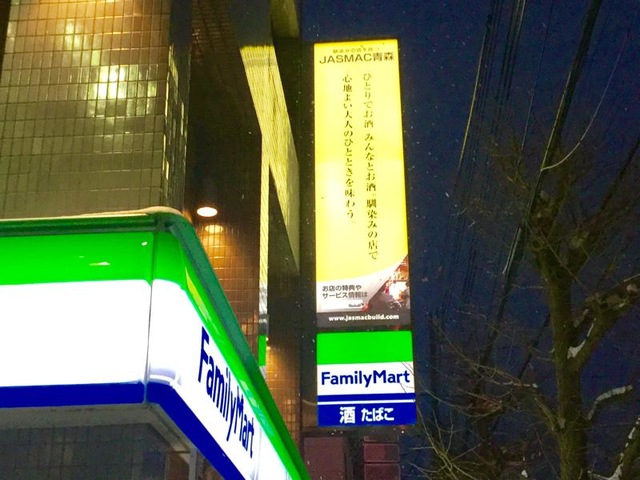 JASMAC青森
ひとりでお酒 みんなとお酒。馴染みの店で
心地よい大人のひとときを味わう。
お店の特典や
サービス情報は
www.jasmacbuild.com
FamilyMart
酒 たばこ
FamilyMart